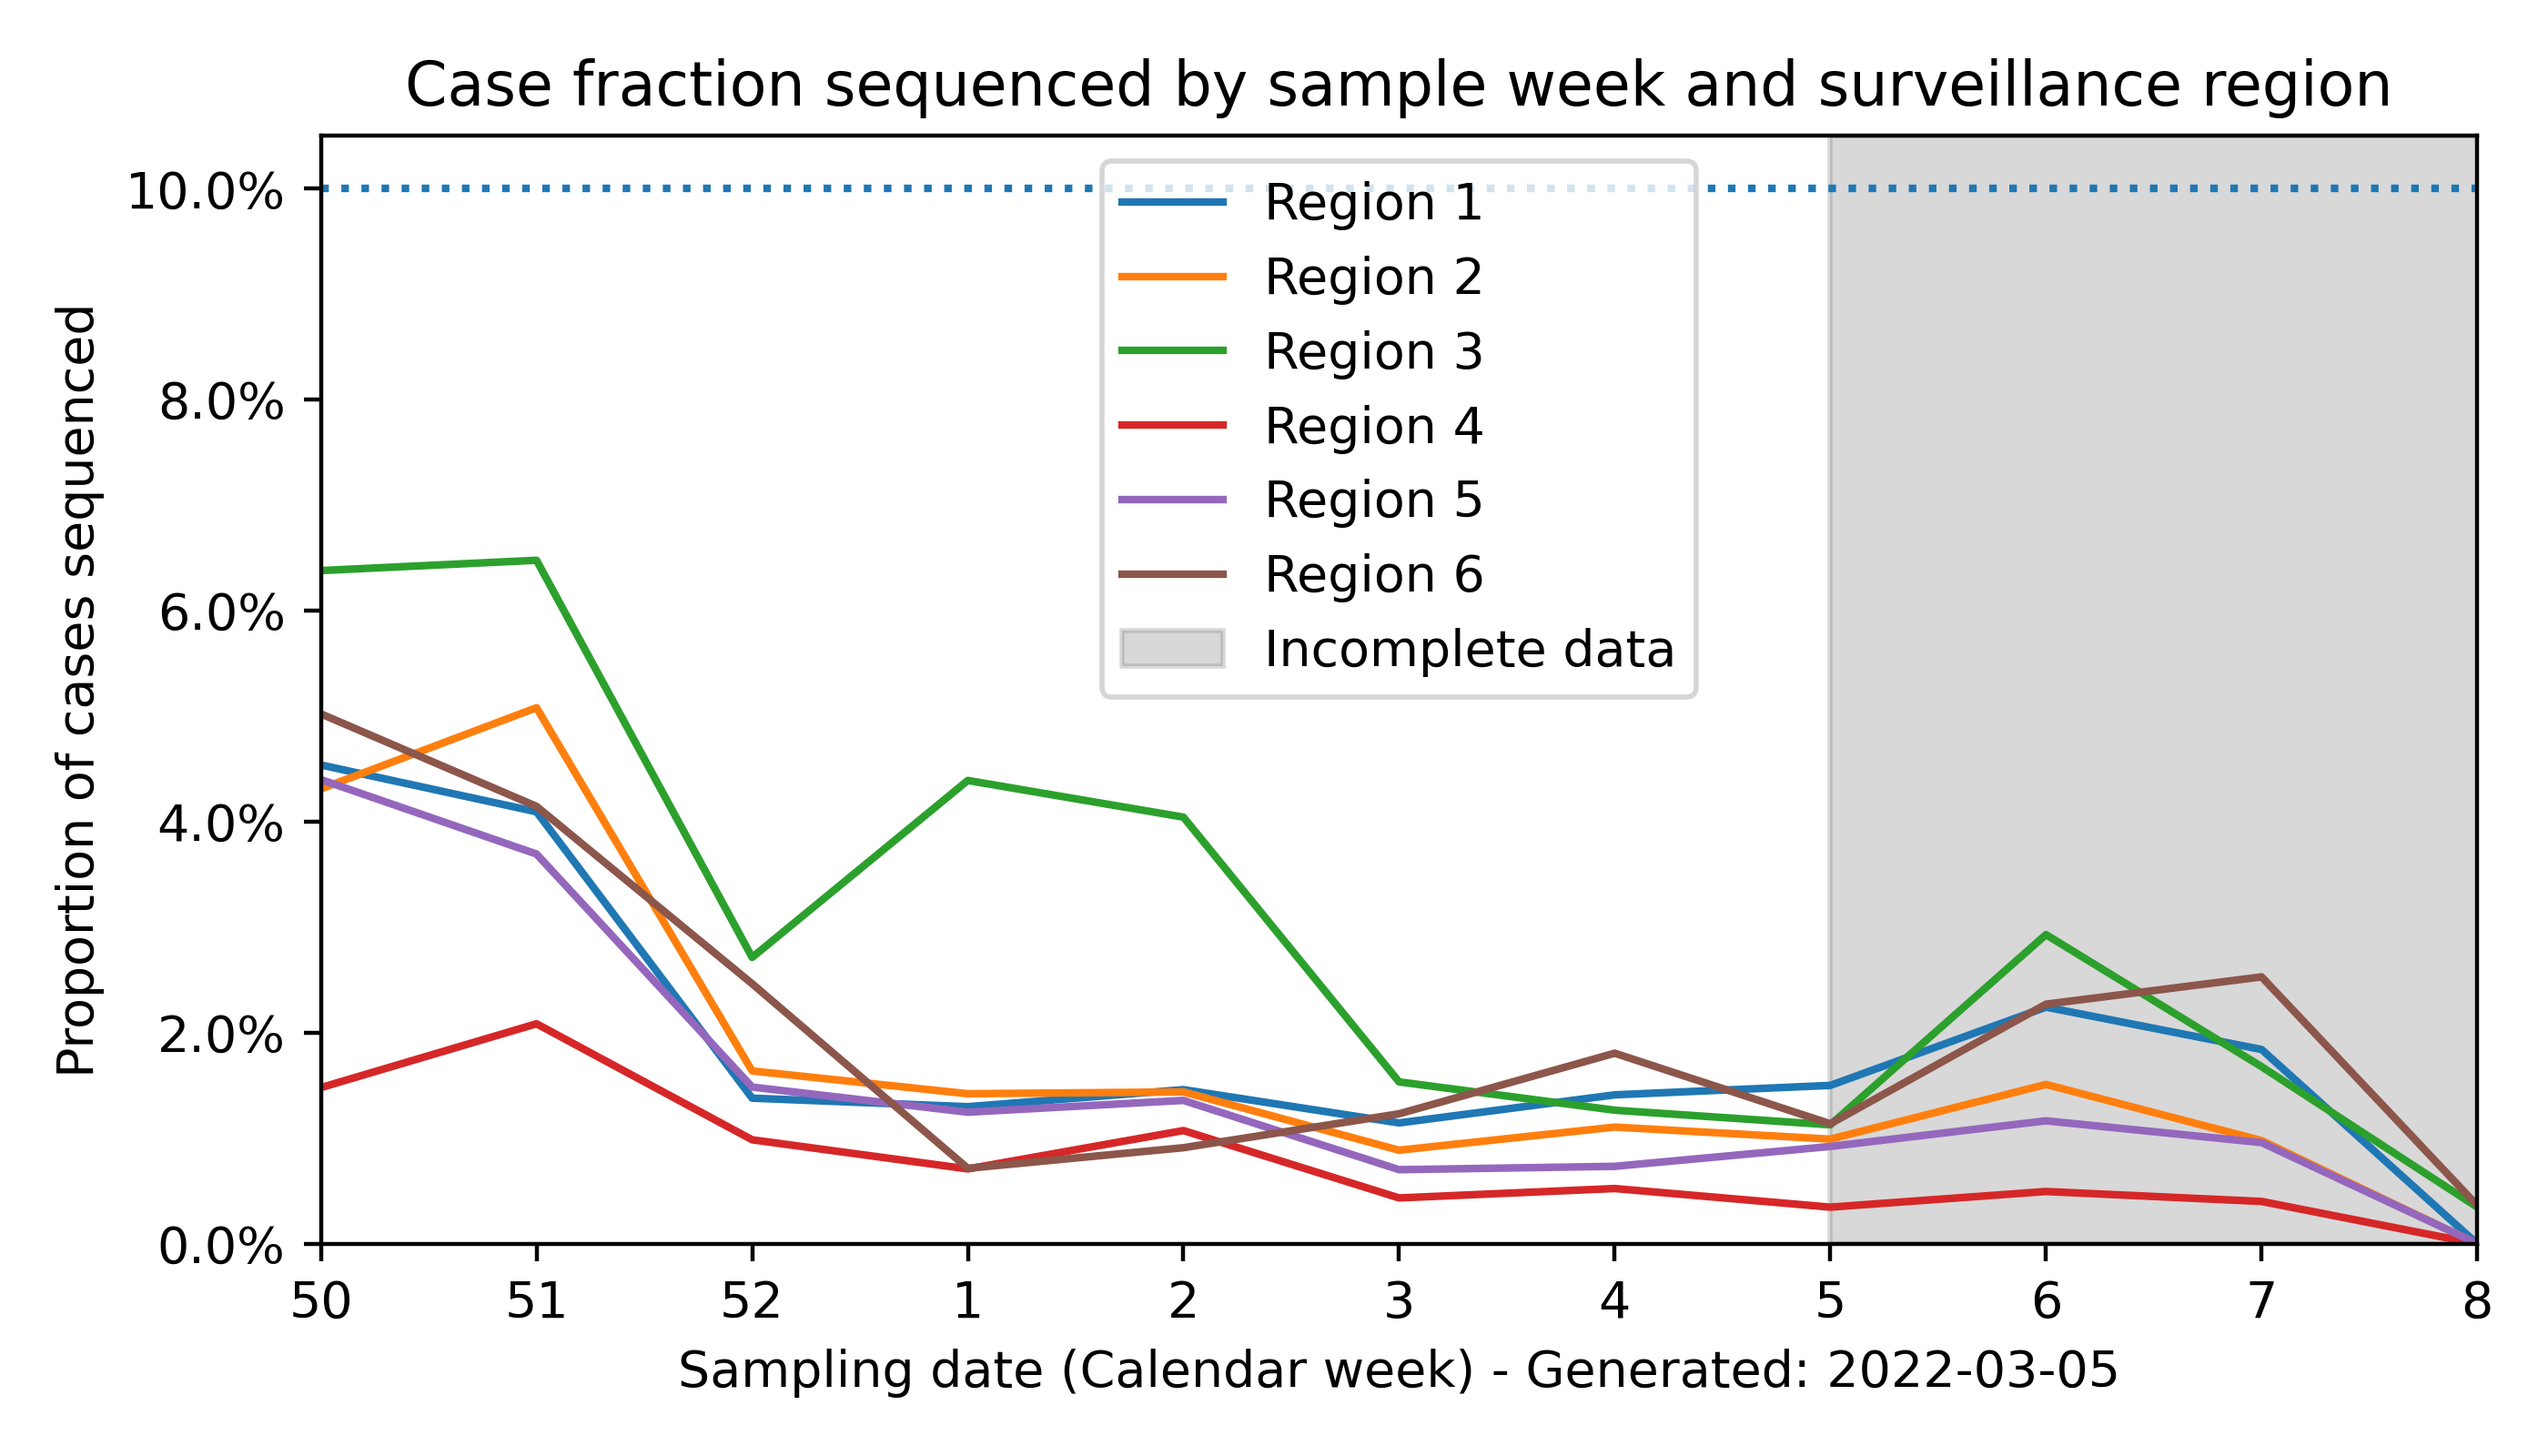 Case fraction sequenced by sample week and surveillance region
Proportion of cases sequenced
10.0%
8.0%
6.0%
4.0%
2.0%
0.0%
Region 1
Region 2
Region 3
Region 4
Region 5
Region 6
Incomplete data
50 51 52 1 2 3 4 5 6 7 8
Sampling date (Calendar week) - Generated: 2022-03-05